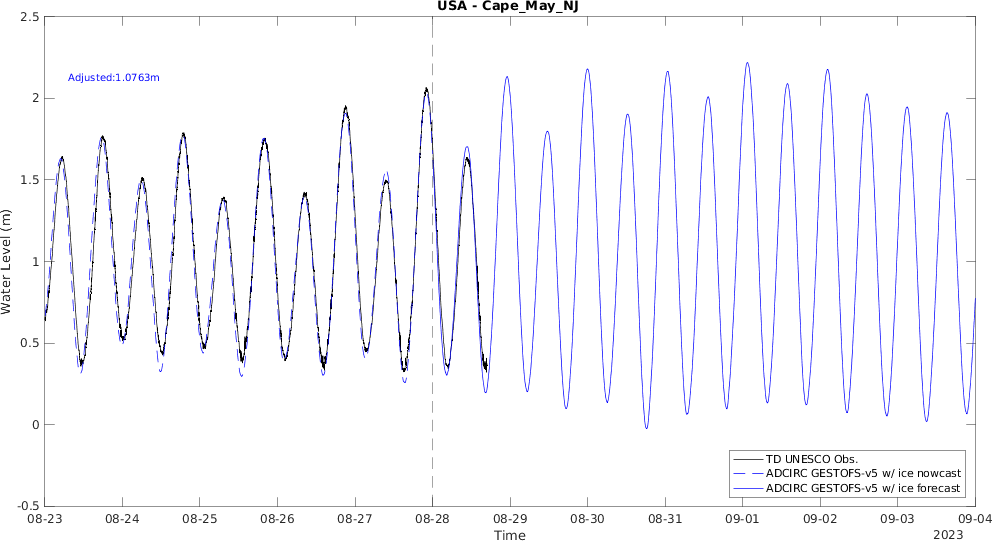 USA - Cape_May_NJ
Adjusted:1.0763m
Water Level (m)
2.5
2
1.5
1
0.5
0
-0.5
08-23 08-24 08-25 08-26 08-27 08-28 08-29 08-30 08-31 09-01 09-02 09-03 09-04
Time
2023
TD UNESCO Obs.
ADCIRC GESTOFS-v5 w/ ice nowcast
ADCIRC GESTOFS-v5 w/ ice forecast